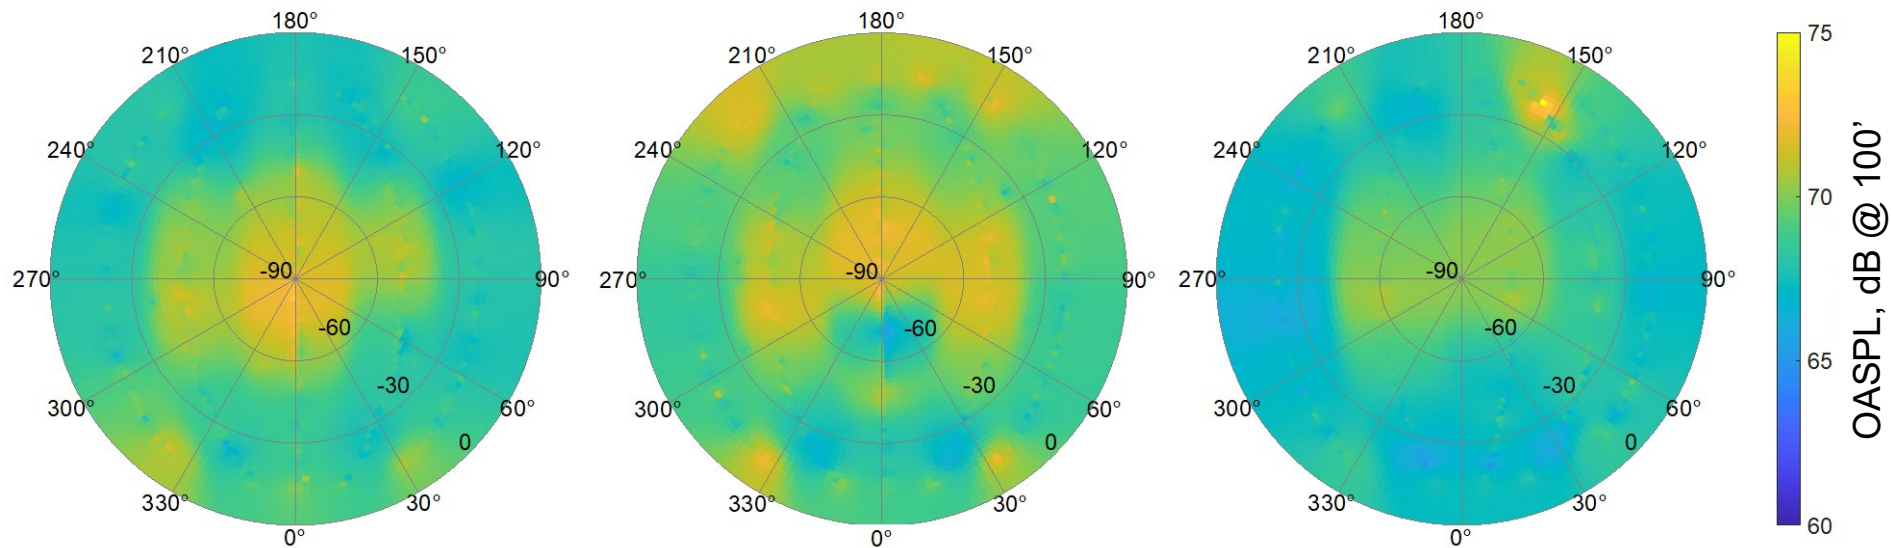 180° 180° 180° 75
210° 150° 210° 150° 210° 150°
240° 120° 240° 120° 240° 120°
70
270° -90 90° 270° -90 90° 270° -90 90°
-60 -60 -60
65
-30 -30 -30
300° 60° 300° 60° 300° 60°
0 0 0
330° 30° 330° 30° 330° 30°
60
0° 0° 0°
OASPL, dB @ 100’